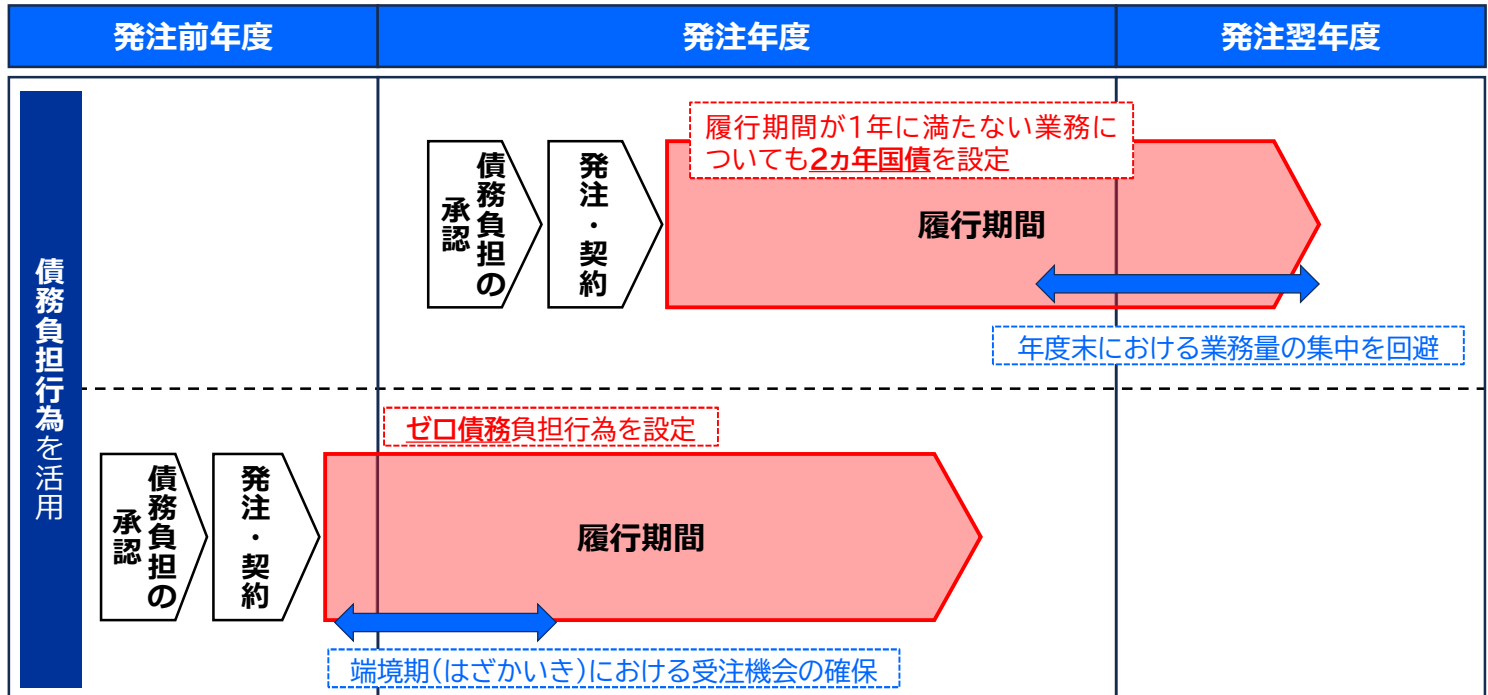 発注前年度
発注年度
発注翌年度
債務負担行為を活用
債務負担の
承認
発注・契約
履行期間が1年に満たない業務に
ついても2ヵ年国債を設定
履行期間
年度末における業務量の集中を回避
ゼロ債務負担行為を設定
債務負担の
承認
発注・契約
履行期間
端境期(はざかいき)における受注機会の確保